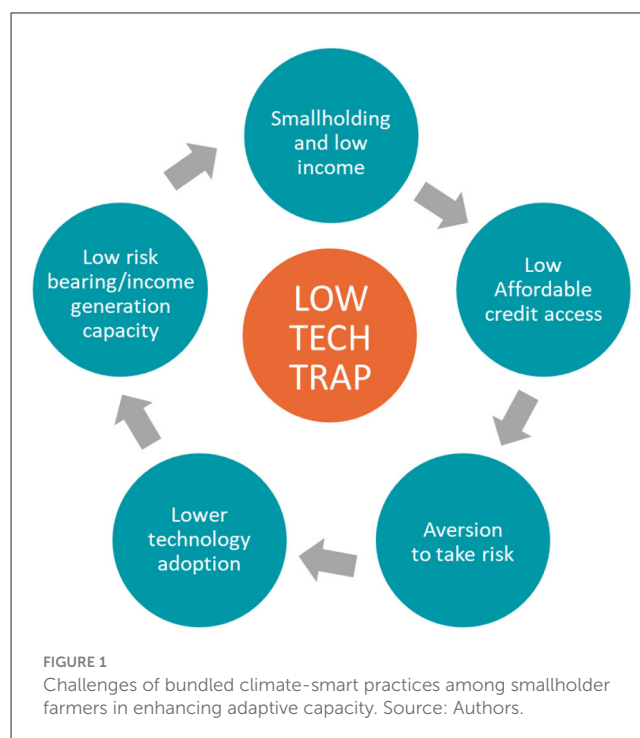 Smallholding
and low
income
Low
Affordable
credit access
Aversion
to take risk
Lower
technology
adoption
Low risk
bearing/income
generation
capacity
LOW
TECH
TRAP
FIGURE 1
Challenges of bundled climate-smart practices among smallholder
farmers in enhancing adaptive capacity. Source: Authors.